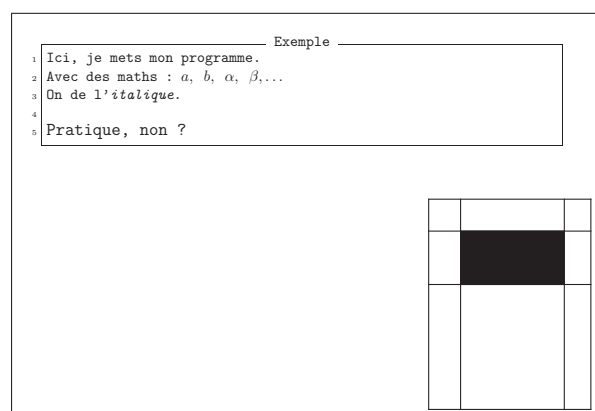 Exemple
1 Ici, je mets mon programme.
2 Avec des maths : a, b, α, β,...
3 On de l'italique.
4
5 Pratique, non ?